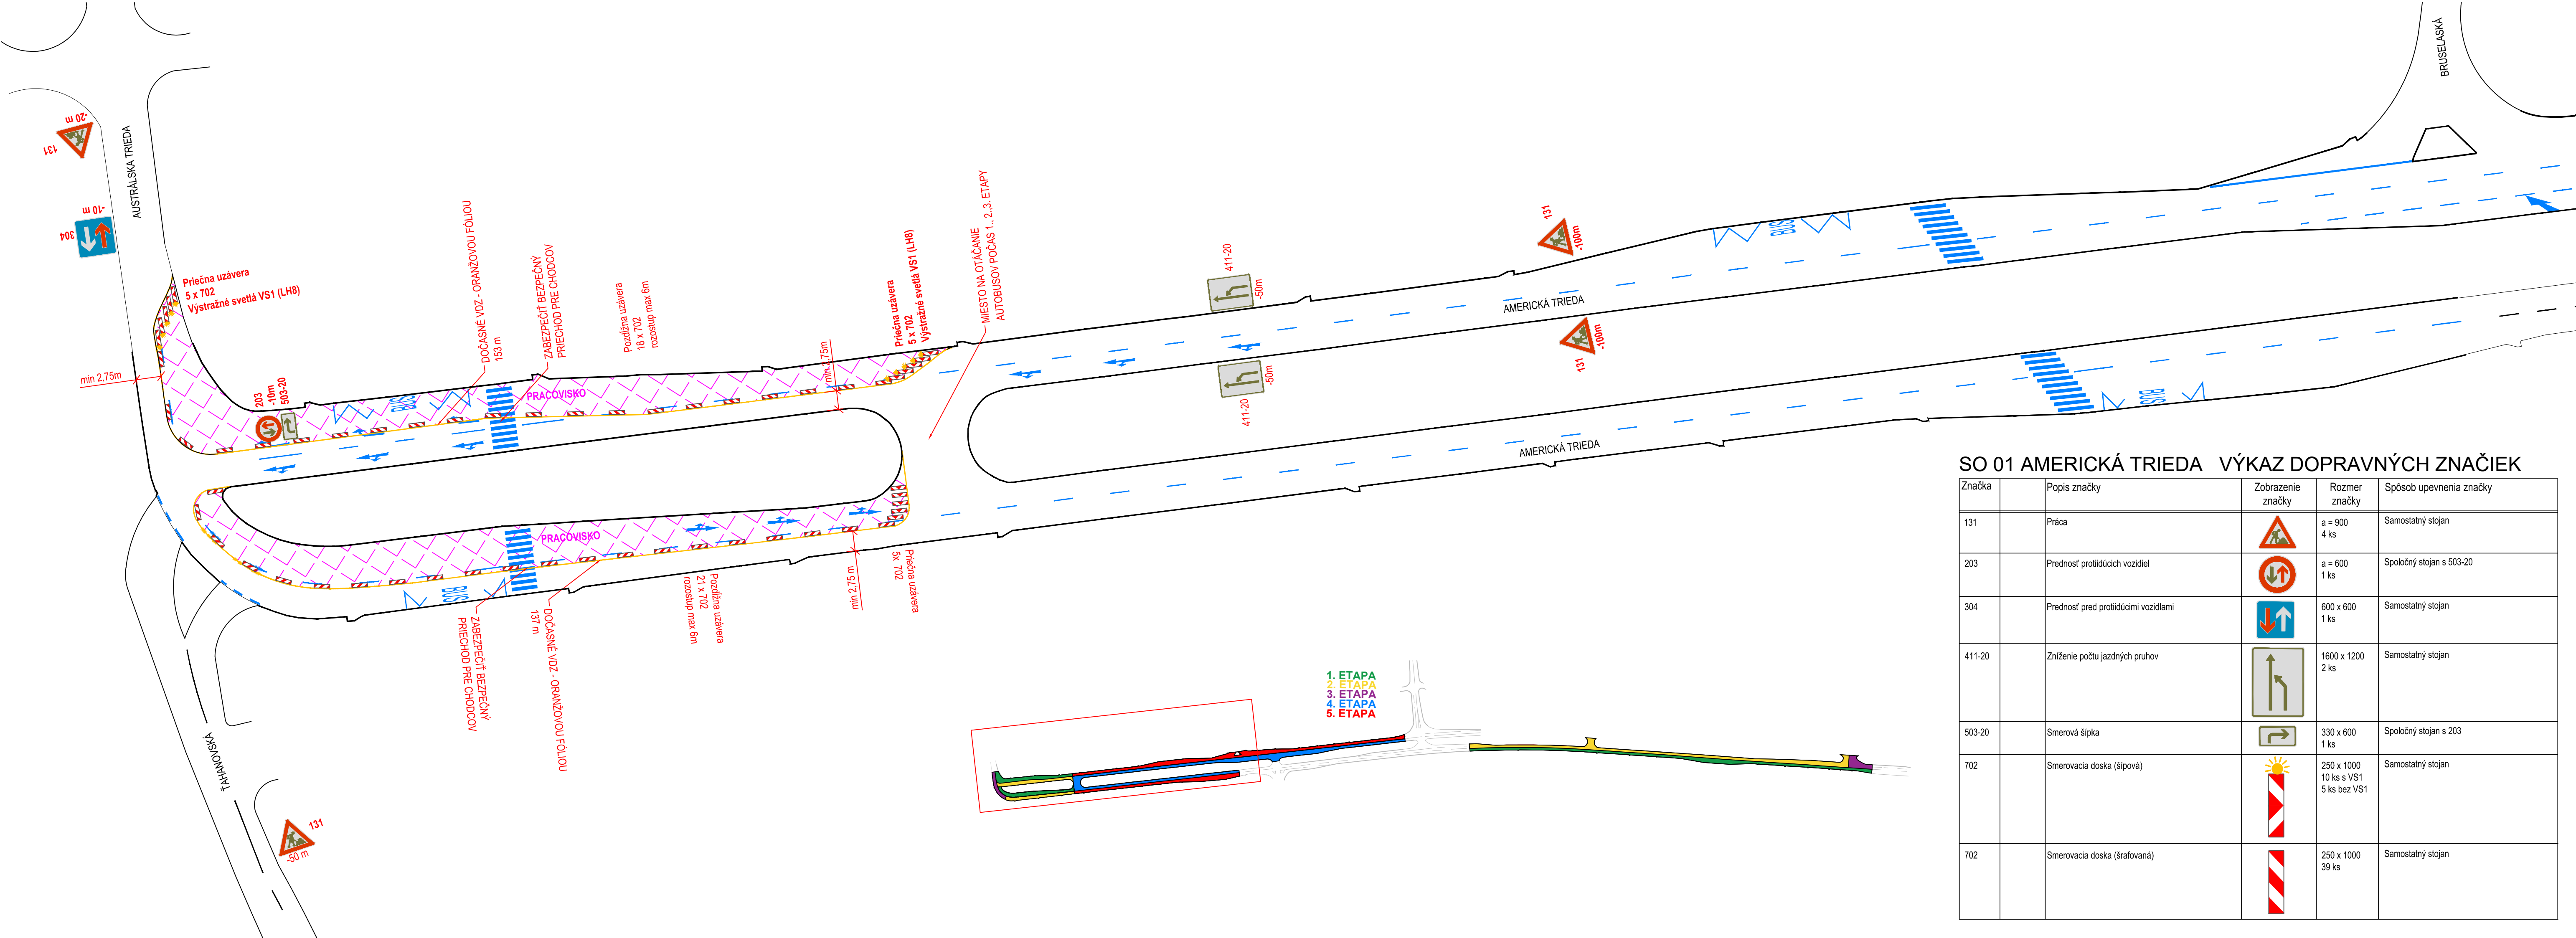 BRUSELASKÁ
-20 m
131
AUSTRÁLSKA TRIEDA
-10 m
304
Priečna uzávera
5 x 702
Výstražné svetlá VS1 (LH8)
min 2,75m
203
-10m
503-20
DOČASNÉ VDZ - ORANŽOVOU FÓLIOU
153 m
ZABEZPEČIŤ BEZPEČNÝ
PRIECHOD PRE CHODCOV
Pozdĺžna uzávera
18 x 702
rozostup max 6m
min 2,75m
Priečna uzávera
5 x 702
Výstražné svetlá VS1 (LH8)
MIESTO NA OTÁČANIE
AUTOBUSOV POČAS 1., 2.,3. ETAPY
411-20
-50m
411-20
-50m
131
-100m
131
-100m
BUS
BUS
BUS
BUS
AMERICKÁ TRIEDA
AMERICKÁ TRIEDA
PRACOVISKO
PRACOVISKO
ZABEZPEČIŤ BEZPEČNÝ
PRIECHOD PRE CHODCOV
DOČASNÉ VDZ - ORANŽOVOU FÓLIOU
137 m
Pozdĺžna uzávera
21 x 702
rozostup max 6m
min 2,75 m
Priečna uzávera
5x 702
ŤAHANOVSKÁ
131
-50 m
1. ETAPA
2. ETAPA
3. ETAPA
4. ETAPA
5. ETAPA
SO 01 AMERICKÁ TRIEDA VÝKAZ DOPRAVNÝCH ZNAČIEK
Značka Popis značky Zobrazenie značky Rozmer značky Spôsob upevnenia značky
131 Práca a = 900 Samostatný stojan
4 ks
203 Prednosť protiidúcich vozidiel a = 600 Spoločný stojan s 503-20
1 ks
304 Prednosť pred protiidúcimi vozidlami 600 x 600 Samostatný stojan
1 ks
411-20 Zníženie počtu jazdných pruhov 1600 x 1200 Samostatný stojan
2 ks
503-20 Smerová šípka 330 x 600 Spoločný stojan s 203
1 ks
702 Smerovacia doska (šípová) 250 x 1000 Samostatný stojan
10 ks s VS1
5 ks bez VS1
702 Smerovacia doska (šrafovaná) 250 x 1000 Samostatný stojan
39 ks